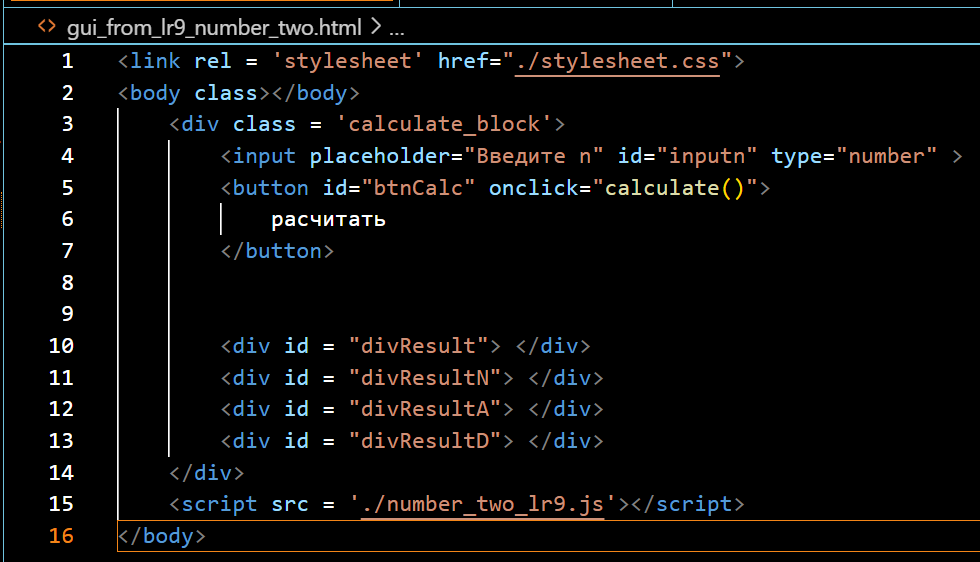 <> gui_from_lr9_number_two.html > ...
1 <link rel = 'stylesheet' href="./stylesheet.css">
2 <body class></body>
3 <div class = 'calculate_block'>
4 <input placeholder="Введите n" id="inputn" type="number" >
5 <button id="btnCalc" onclick="calculate()">
6 расчитать
7 </button>
8
9
10 <div id = "divResult"> </div>
11 <div id = "divResultN"> </div>
12 <div id = "divResultA"> </div>
13 <div id = "divResultD"> </div>
14 </div>
15 <script src = './number_two_lr9.js'></script>
16 </body>